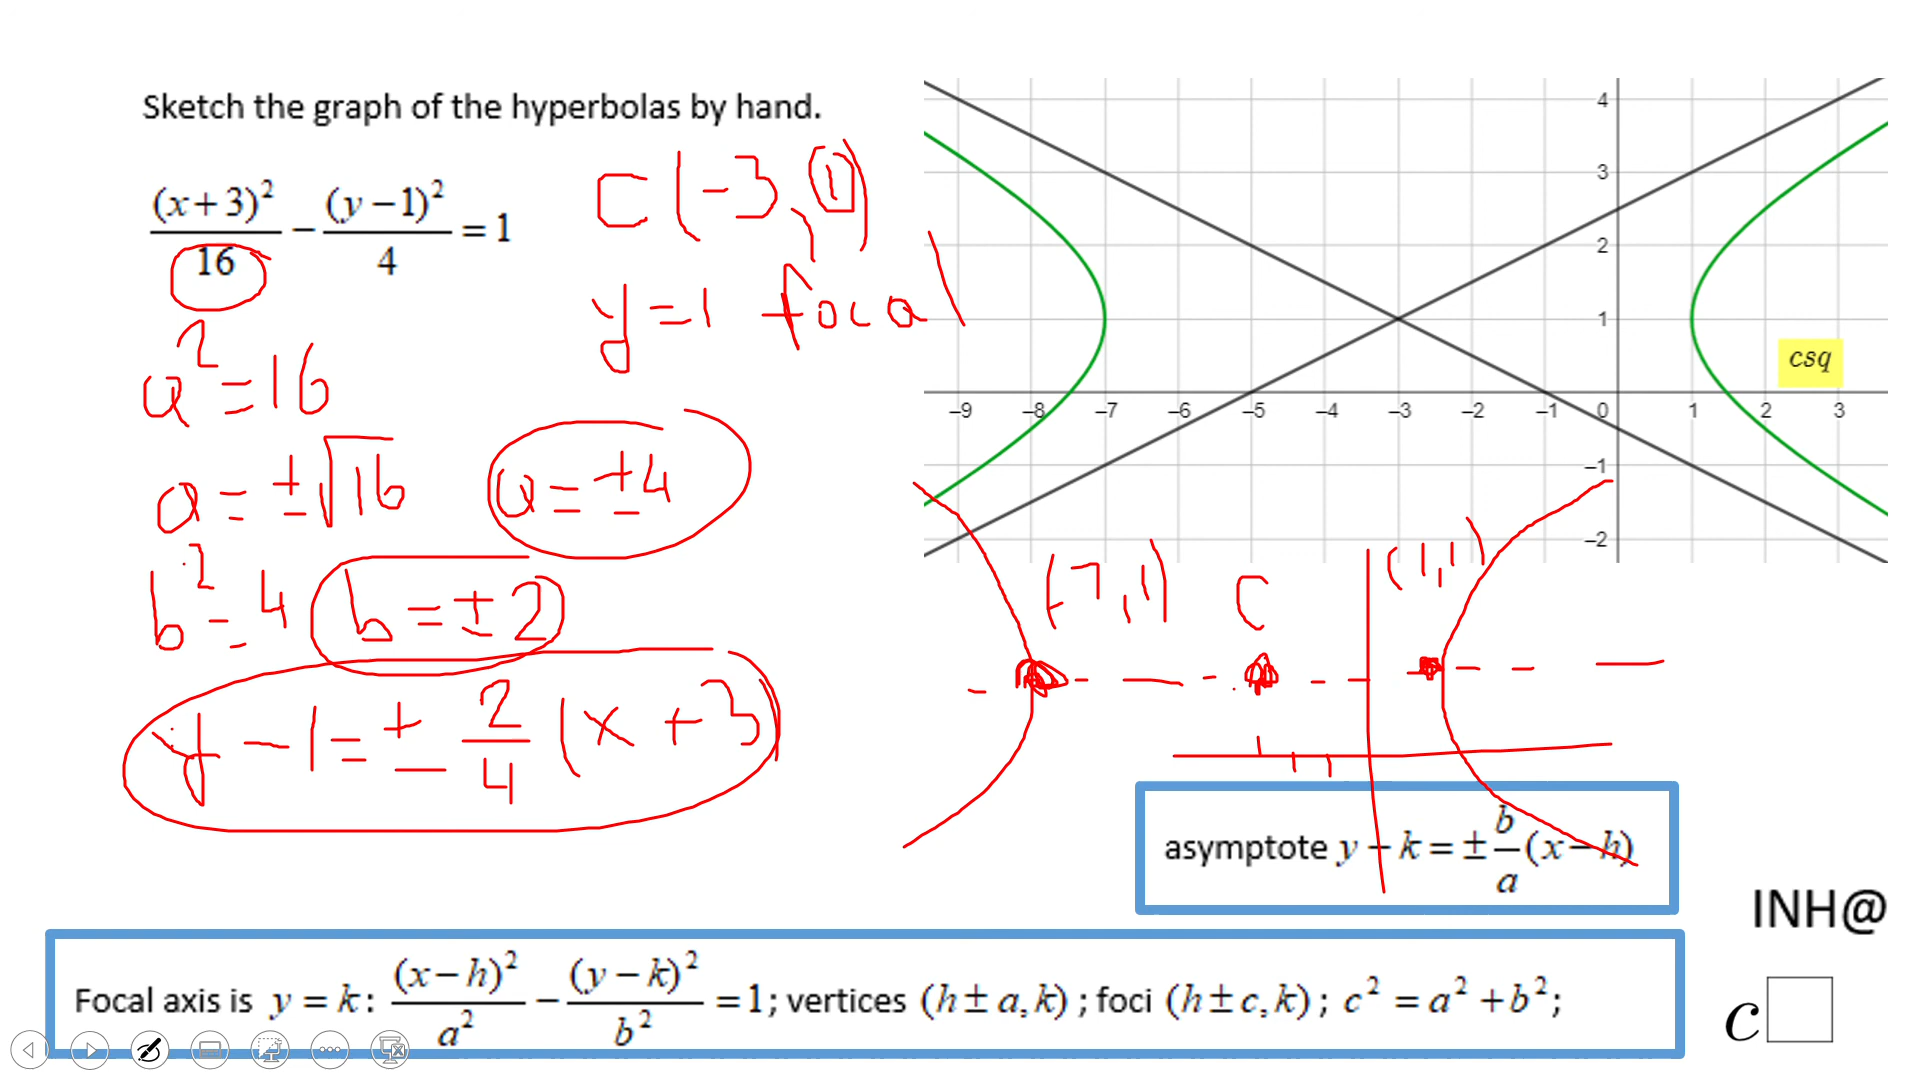 Sketch the graph of the hyperbolas by hand.
(x+3)²/16 − (y−1)²/4 = 1
C(-3, 1)
y = 1 focal
a² = 16
a = ±√16
a = ±4
b² = 4
b = ±2
y - 1 = ± 2/4 (x + 3)
4
3
2
1
csq
−9 −8 −7 −6 −5 −4 −3 −2 −1 0 1 2 3
−1
−2
(-7, 1) C (1, 1)
asymptote y − k = ± b/a (x − h)
INH@
Focal axis is y = k: (x−h)²/a² − (y−k)²/b² = 1; vertices (h ± a, k) ; foci (h ± c, k) ; c² = a² + b²;
c